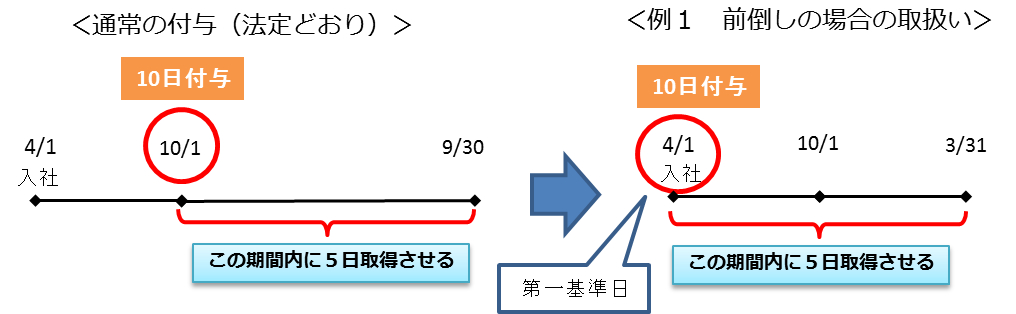 ＜通常の付与（法定どおり）＞
10日付与
4/1
入社
10/1
9/30
この期間内に５日取得させる
＜例１　前倒しの場合の取扱い＞
10日付与
4/1
入社
10/1
3/31
この期間内に５日取得させる
第一基準日